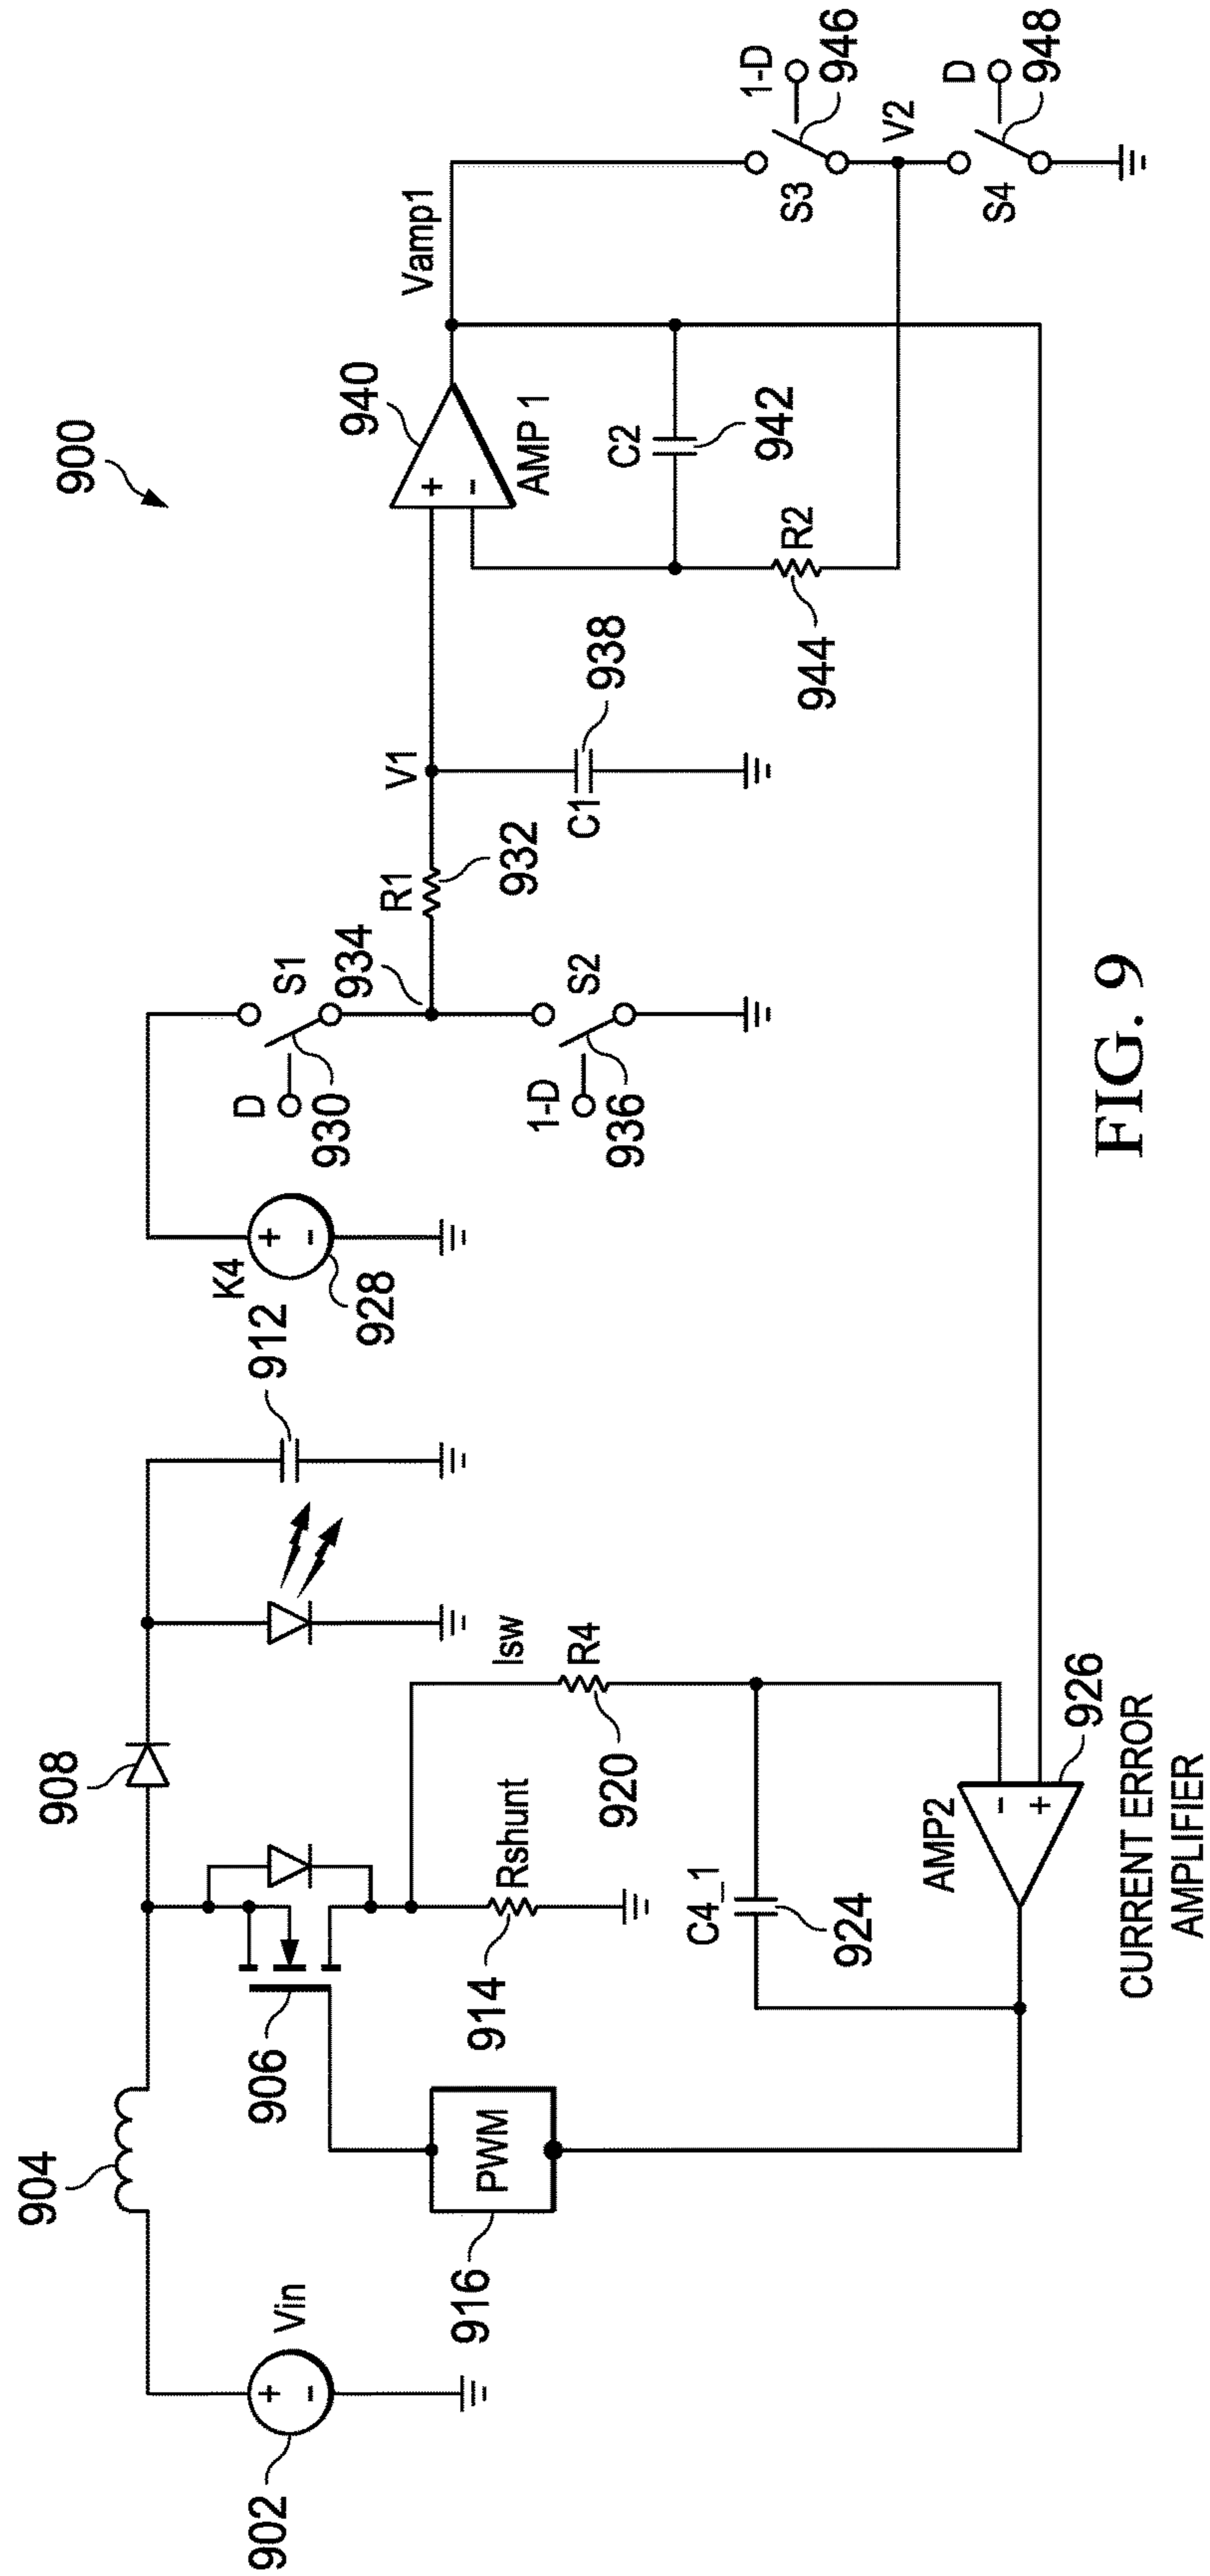 900
902
Vin
904
906
908
912
914
Rshunt
916
PWM
Isw
R4
920
C4_1
924
AMP2
926
CURRENT ERROR
AMPLIFIER
K4
928
D
S1
930
934
1-D
S2
936
R1
932
V1
C1
938
940
AMP 1
Vamp1
C2
942
R2
944
1-D
S3
946
V2
D
S4
948
+
-
+
-
+
-
-
+
FIG. 9